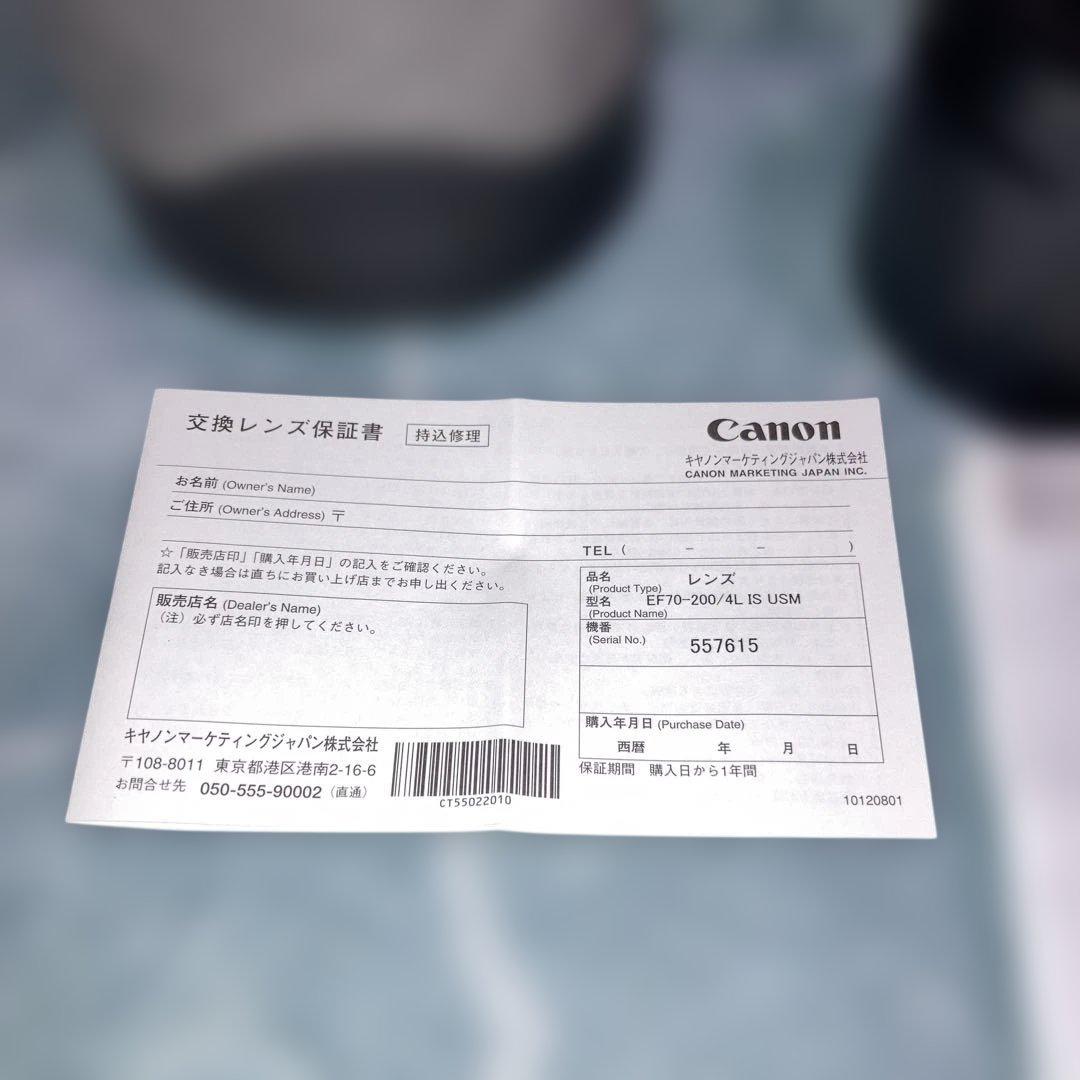 交換レンズ保証書 持込修理
Canon
キヤノンマーケティングジャパン株式会社
CANON MARKETING JAPAN INC.
お名前 (Owner's Name)
ご住所 (Owner's Address) 〒
TEL ( － － )
☆「販売店印」「購入年月日」の記入をご確認ください。
記入なき場合は直ちにお買い上げ店までお申し出ください。
販売店名 (Dealer's Name)
（注）必ず店名印を押してください。
品名 レンズ
(Product Type)
型名 EF70-200/4L IS USM
(Product Name)
機番
(Serial No.) 557615
購入年月日 (Purchase Date)
西暦 年 月 日
保証期間 購入日から1年間
キヤノンマーケティングジャパン株式会社
〒108-8011 東京都港区港南2-16-6
お問合せ先 050-555-90002（直通）
CT55022010
10120801